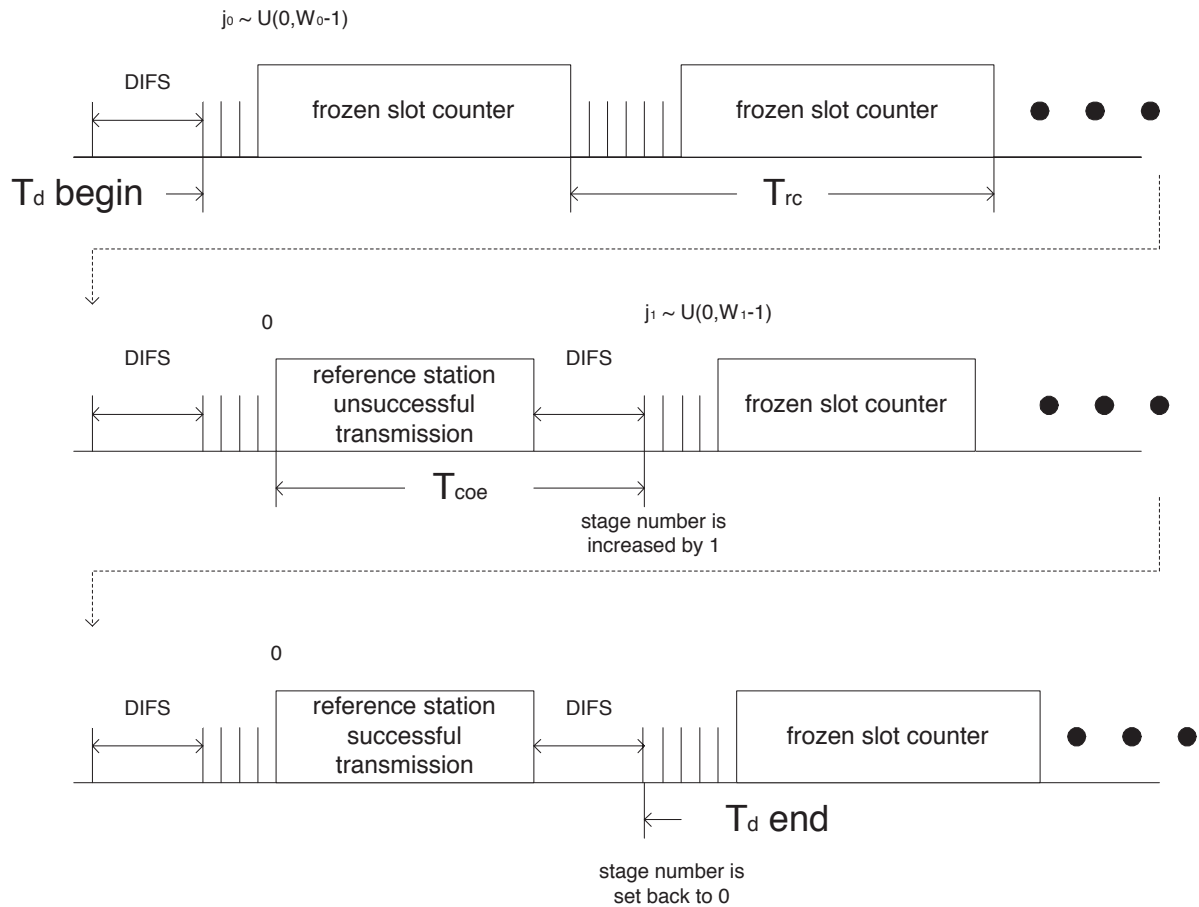 j₀ ~ U(0,W₀-1)
DIFS
frozen slot counter
frozen slot counter
Td begin
Trc
0
j₁ ~ U(0,W₁-1)
DIFS
reference station
unsuccessful
transmission
DIFS
frozen slot counter
Tcoe
stage number is
increased by 1
0
DIFS
reference station
successful
transmission
DIFS
frozen slot counter
Td end
stage number is
set back to 0